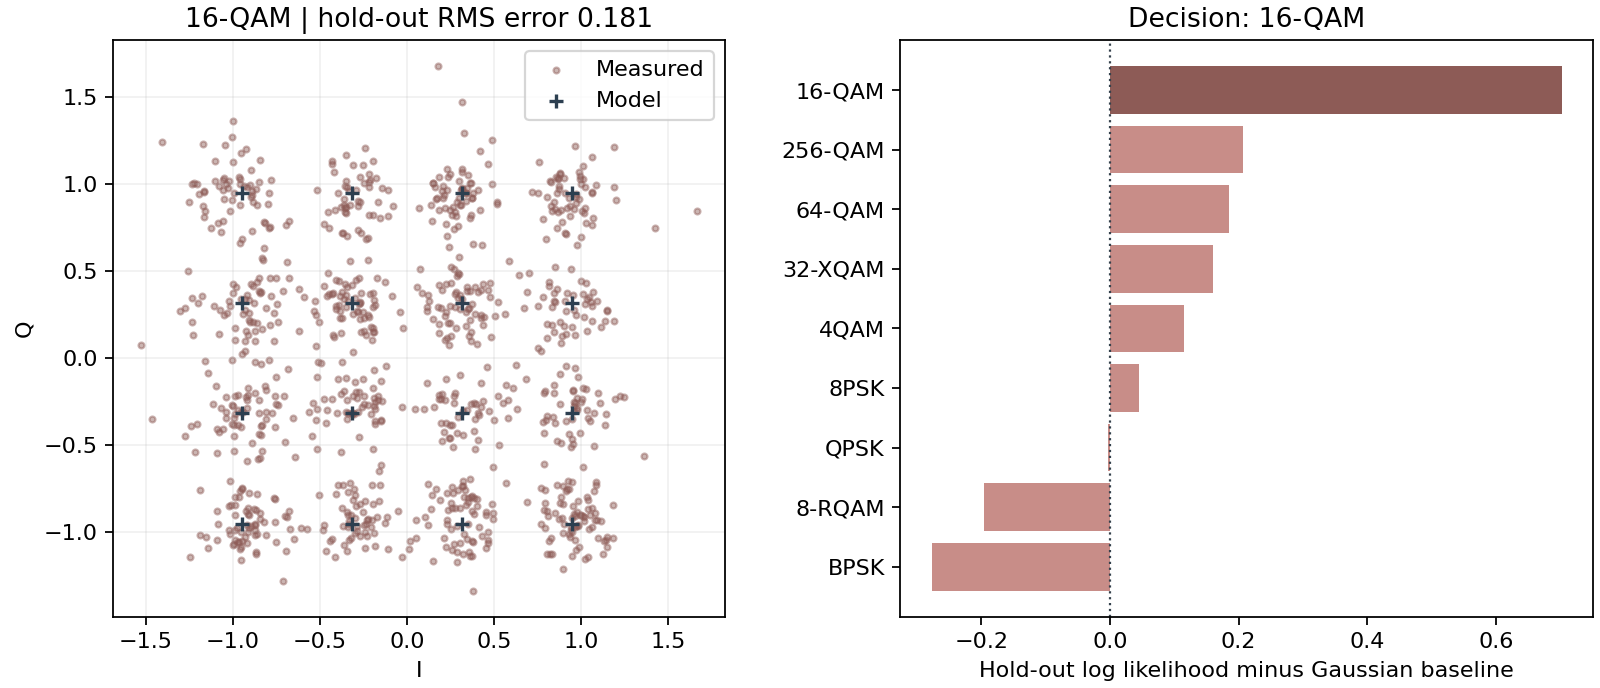 16-QAM | hold-out RMS error 0.181
Measured
Model
Q
1.5
1.0
0.5
0.0
−0.5
−1.0
−1.5
−1.0
−0.5
0.0
0.5
1.0
1.5
I
Decision: 16-QAM
16-QAM
256-QAM
64-QAM
32-XQAM
4QAM
8PSK
QPSK
8-RQAM
BPSK
−0.2
0.0
0.2
0.4
0.6
Hold-out log likelihood minus Gaussian baseline